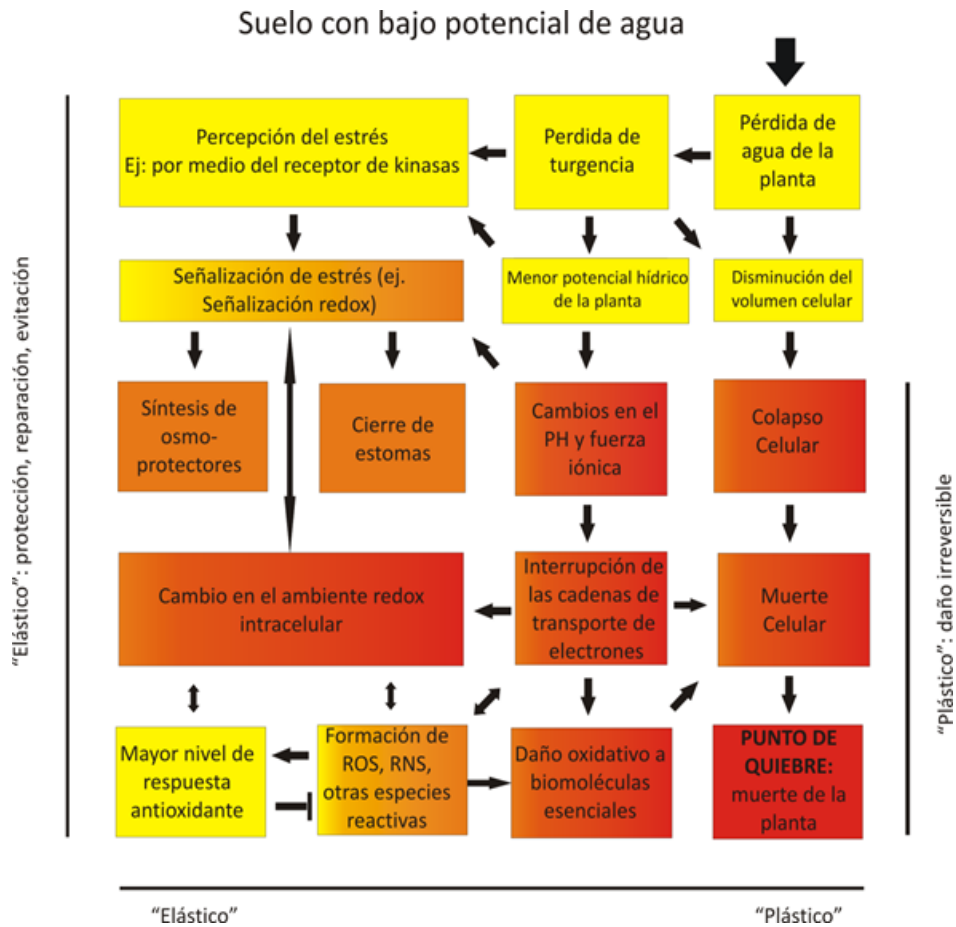 Suelo con bajo potencial de agua
Percepción del estrés
Ej: por medio del receptor de kinasas
Perdida de
turgencia
Pérdida de
agua de la
planta
Señalización de estrés (ej.
Señalización redox)
Menor potencial hídrico
de la planta
Disminución del
volumen celular
Síntesis de
osmo-
protectores
Cierre de
estomas
Cambios en el
PH y fuerza
iónica
Colapso
Celular
Cambio en el ambiente redox
intracelular
Interrupción de
las cadenas de
transporte de
electrones
Muerte
Celular
Mayor nivel de
respuesta
antioxidante
Formación de
ROS, RNS,
otras especies
reactivas
Daño oxidativo a
biomoléculas
esenciales
PUNTO DE
QUIEBRE:
muerte de la
planta
"Elástico": protección, reparación, evitación
"Plástico": daño irreversible
"Elástico"
"Plástico"